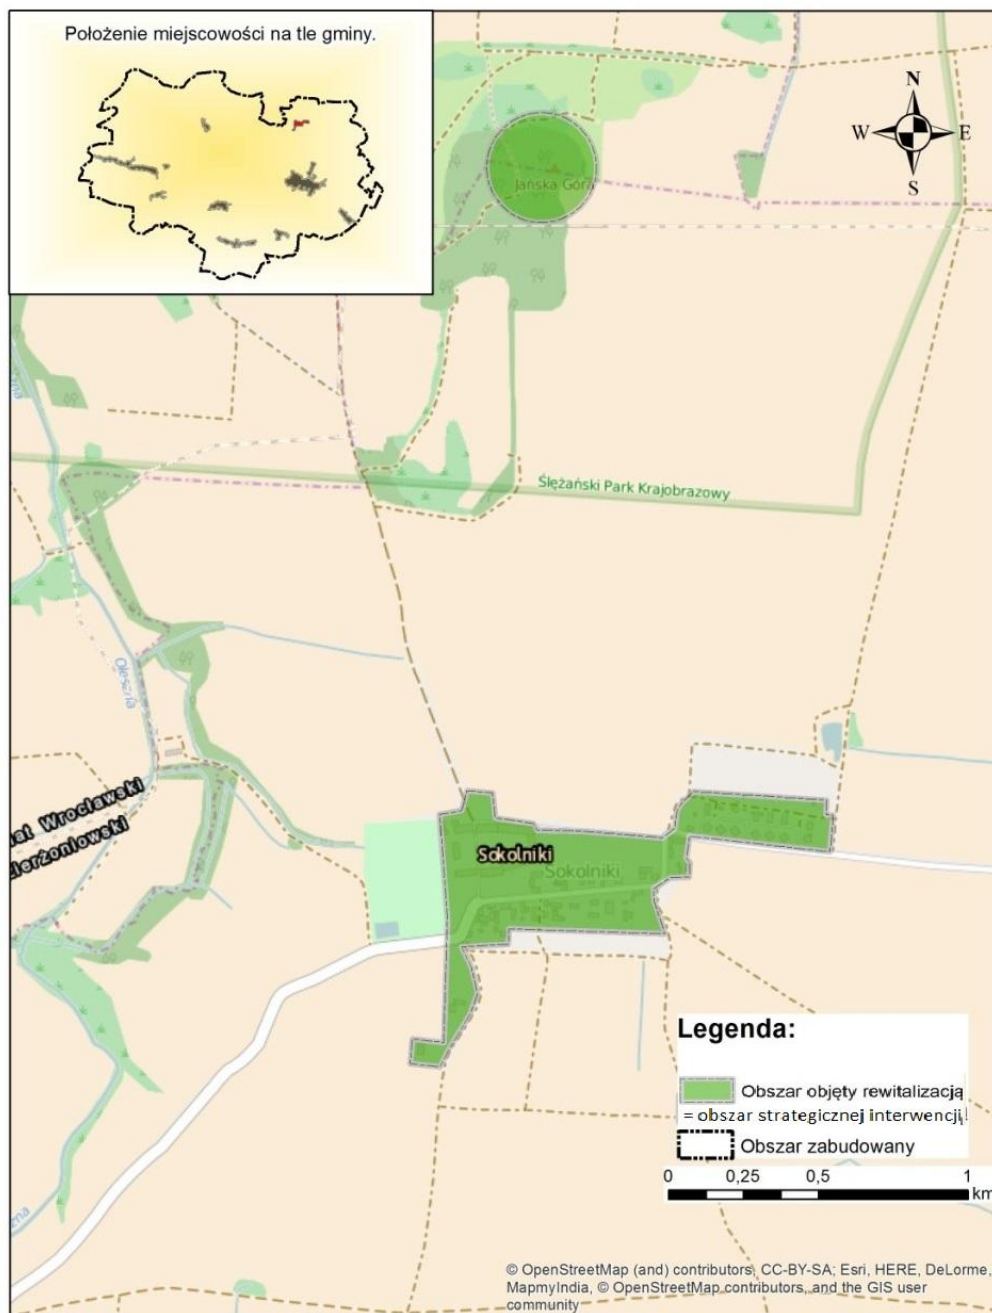 Położenie miejscowości na tle gminy.
N
W
E
S
Jańska Góra
Ślężański Park Krajobrazowy
Oleszna
Wrocławski
Sokolniki
Sokolniki
Legenda:
Obszar objęty rewitalizacją
= obszar strategicznej interwencji
Obszar zabudowany
0 0,25 0,5 1
km
© OpenStreetMap (and) contributors, CC-BY-SA; Esri, HERE, DeLorme,
MapmyIndia, © OpenStreetMap contributors, and the GIS user
community